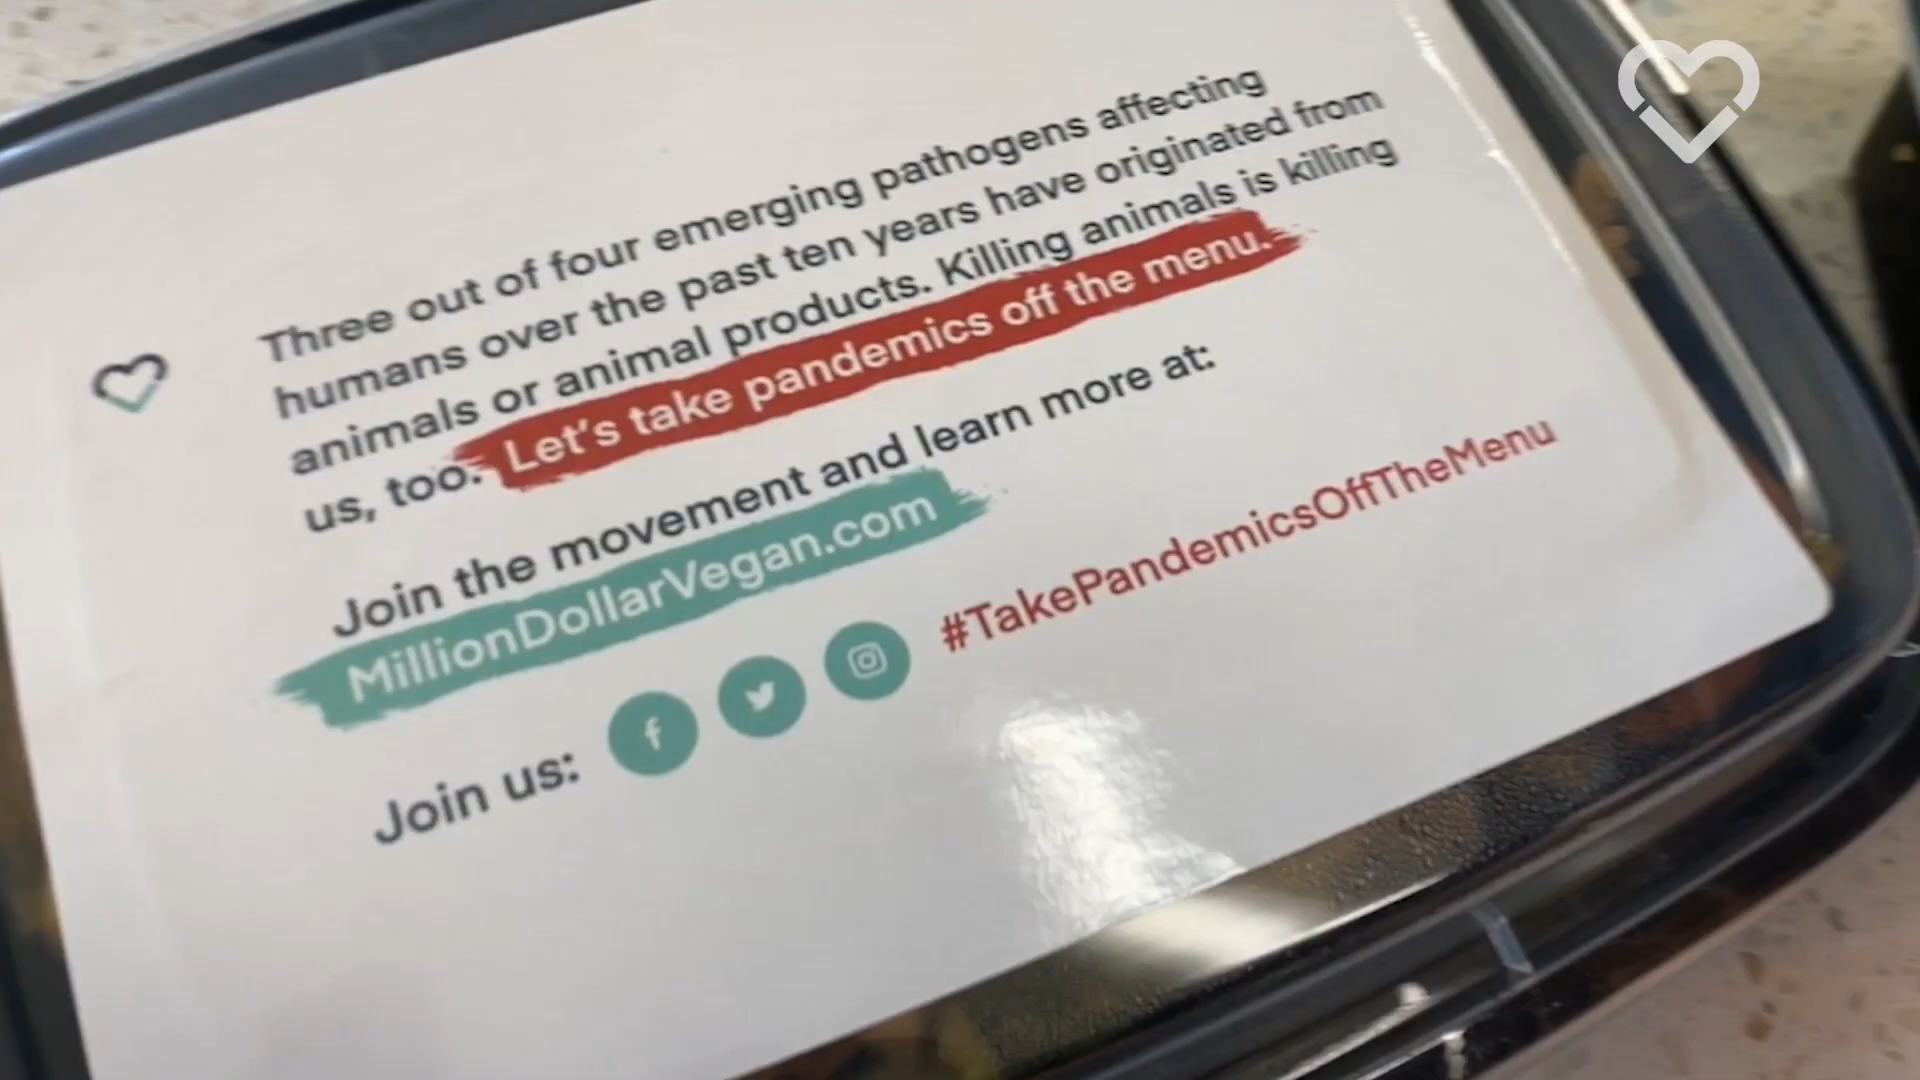 Three out of four emerging pathogens affecting
humans over the past ten years have originated from
animals or animal products. Killing animals is killing
us, too. Let's take pandemics off the menu.
Join the movement and learn more at:
MillionDollarVegan.com
Join us: #TakePandemicsOffTheMenu